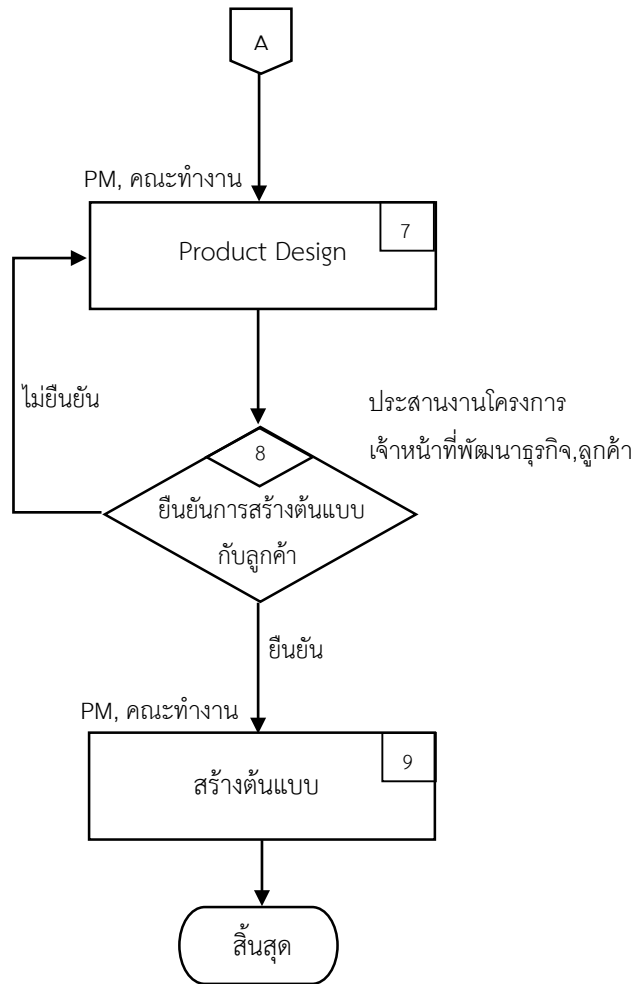 A
PM, คณะทำงาน
7
Product Design
ไม่ยืนยัน
ประสานงานโครงการ
เจ้าหน้าที่พัฒนาธุรกิจ,ลูกค้า
8
ยืนยันการสร้างต้นแบบ
กับลูกค้า
ยืนยัน
PM, คณะทำงาน
9
สร้างต้นแบบ
สิ้นสุด